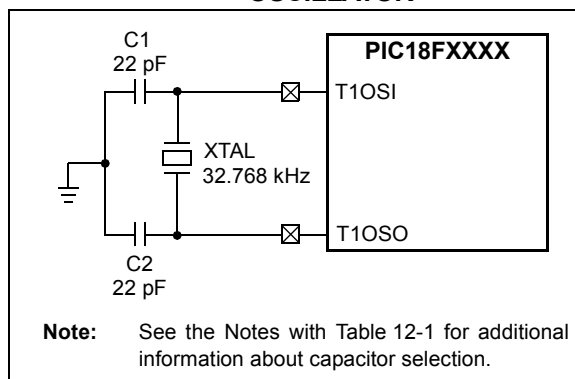 C1
22 pF
PIC18FXXXX
T1OSI
XTAL
32.768 kHz
T1OSO
C2
22 pF
Note: See the Notes with Table 12-1 for additional
information about capacitor selection.